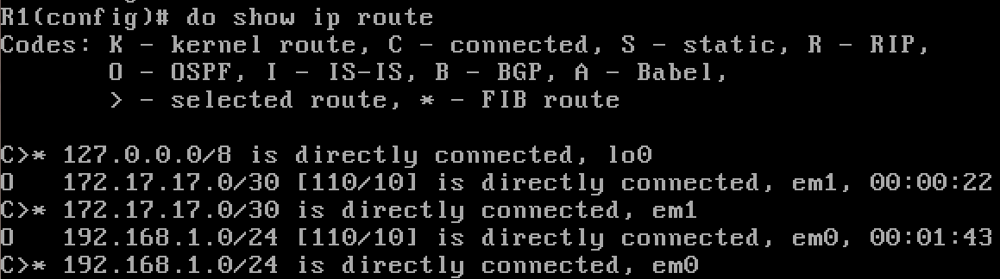 R1(config)# do show ip route
Codes: K - kernel route, C - connected, S - static, R - RIP,
       O - OSPF, I - IS-IS, B - BGP, A - Babel,
       > - selected route, * - FIB route

C>* 127.0.0.0/8 is directly connected, lo0
O   172.17.17.0/30 [110/10] is directly connected, em1, 00:00:22
C>* 172.17.17.0/30 is directly connected, em1
O   192.168.1.0/24 [110/10] is directly connected, em0, 00:01:43
C>* 192.168.1.0/24 is directly connected, em0